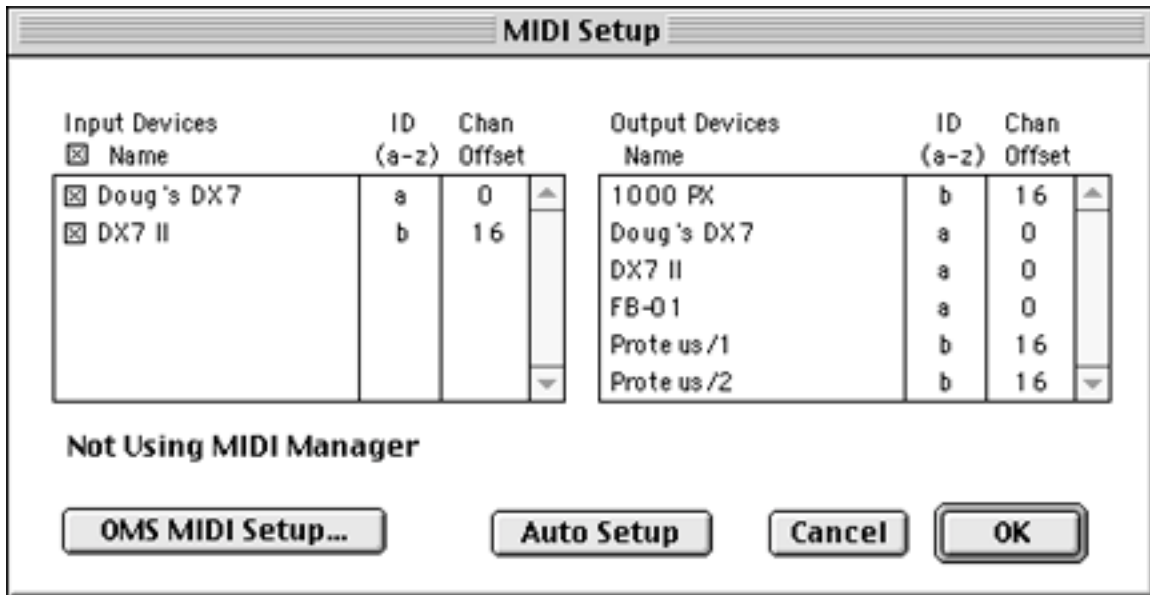 MIDI Setup
Input Devices ID Chan
Name (a-z) Offset
Doug's DX7 a 0
DX7 II b 16
Output Devices ID Chan
Name (a-z) Offset
1000 PX b 16
Doug's DX7 a 0
DX7 II a 0
FB-01 a 0
Proteus/1 b 16
Proteus/2 b 16
Not Using MIDI Manager
OMS MIDI Setup... Auto Setup Cancel OK